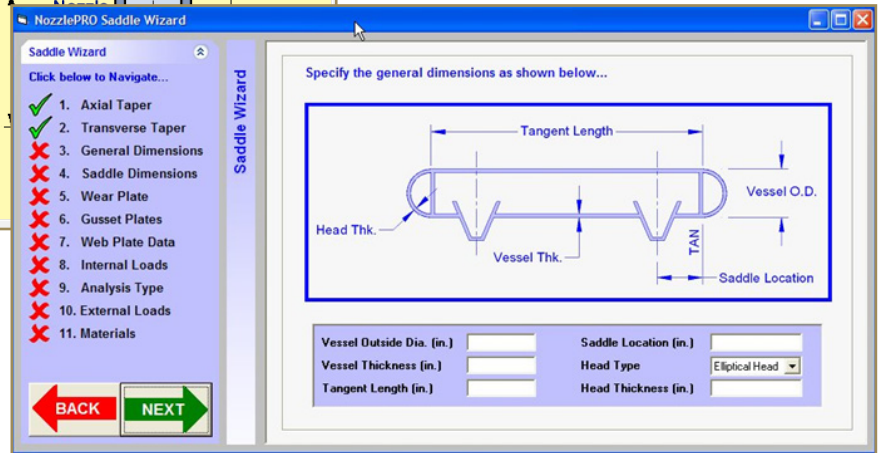 Nozzle
NozzlePRO Saddle Wizard
Saddle Wizard
Click below to Navigate...
1. Axial Taper
2. Transverse Taper
3. General Dimensions
4. Saddle Dimensions
5. Wear Plate
6. Gusset Plates
7. Web Plate Data
8. Internal Loads
9. Analysis Type
10. External Loads
11. Materials
BACK
NEXT
Saddle Wizard
Specify the general dimensions as shown below...
Tangent Length
Vessel O.D.
Head Thk.
Vessel Thk.
TAN
Saddle Location
Vessel Outside Dia. (in.)
Vessel Thickness (in.)
Tangent Length (in.)
Saddle Location (in.)
Head Type
Elliptical Head
Head Thickness (in.)